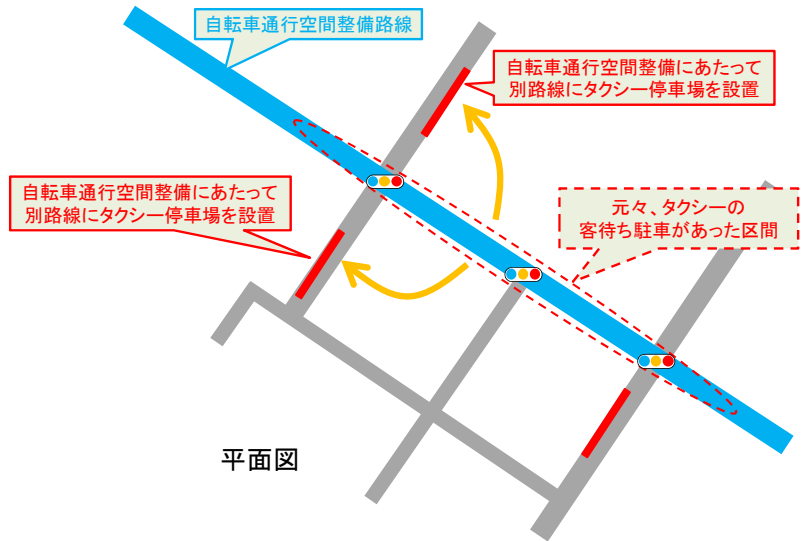 自転車通行空間整備路線
自転車通行空間整備にあたって
別路線にタクシー停車場を設置
自転車通行空間整備にあたって
別路線にタクシー停車場を設置
元々、タクシーの
客待ち駐車があった区間
平面図